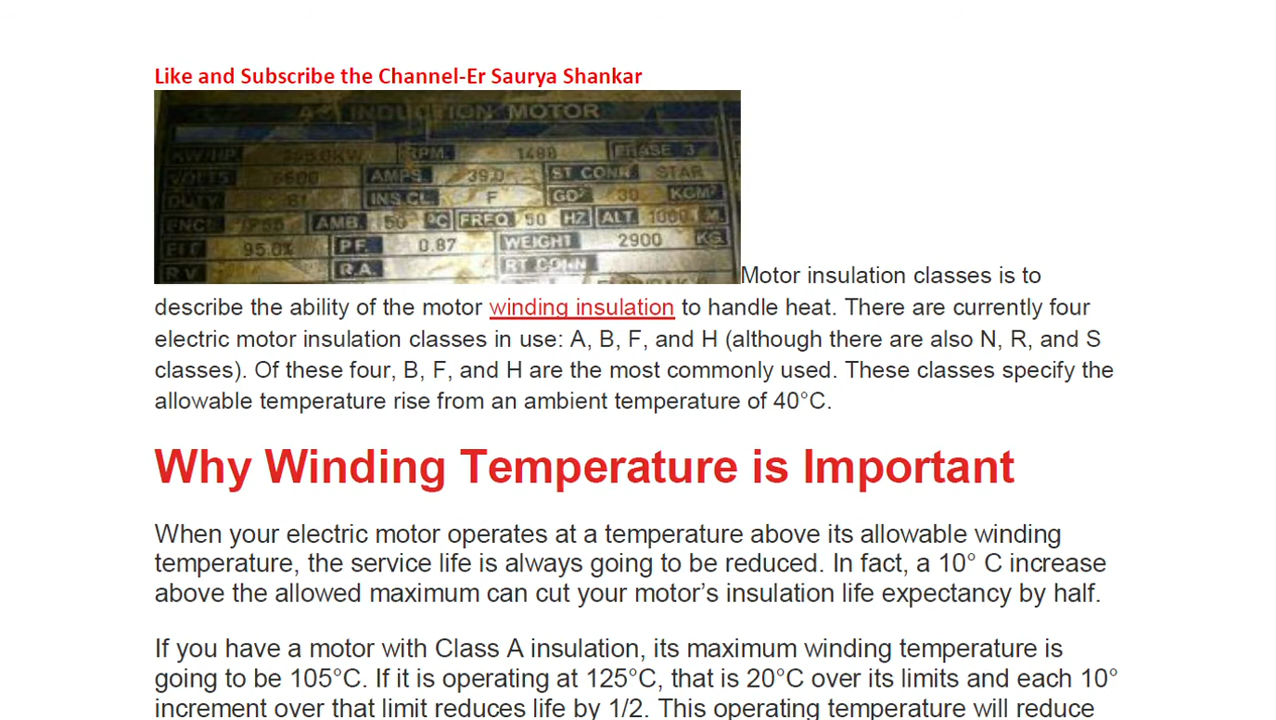 Like and Subscribe the Channel-Er Saurya Shankar
INDUCTION MOTOR
RPM. 1488 PHASE 3
VOLTS 6600 AMPS. 39.0 ST CONN. STAR
DUTY INS.CL. F GD² 30 KGM²
ENCL AMB. 50 ºC FREQ. 50 HZ ALT. 1000 M.
95.0% P.F. 0.87 WEIGHT 2900 KS.
R.V. R.A. RT CONN
Motor insulation classes is to
describe the ability of the motor winding insulation to handle heat. There are currently four
electric motor insulation classes in use: A, B, F, and H (although there are also N, R, and S
classes). Of these four, B, F, and H are the most commonly used. These classes specify the
allowable temperature rise from an ambient temperature of 40°C.
Why Winding Temperature is Important
When your electric motor operates at a temperature above its allowable winding
temperature, the service life is always going to be reduced. In fact, a 10° C increase
above the allowed maximum can cut your motor’s insulation life expectancy by half.
If you have a motor with Class A insulation, its maximum winding temperature is
going to be 105°C. If it is operating at 125°C, that is 20°C over its limits and each 10°
increment over that limit reduces life by 1/2. This operating temperature will reduce